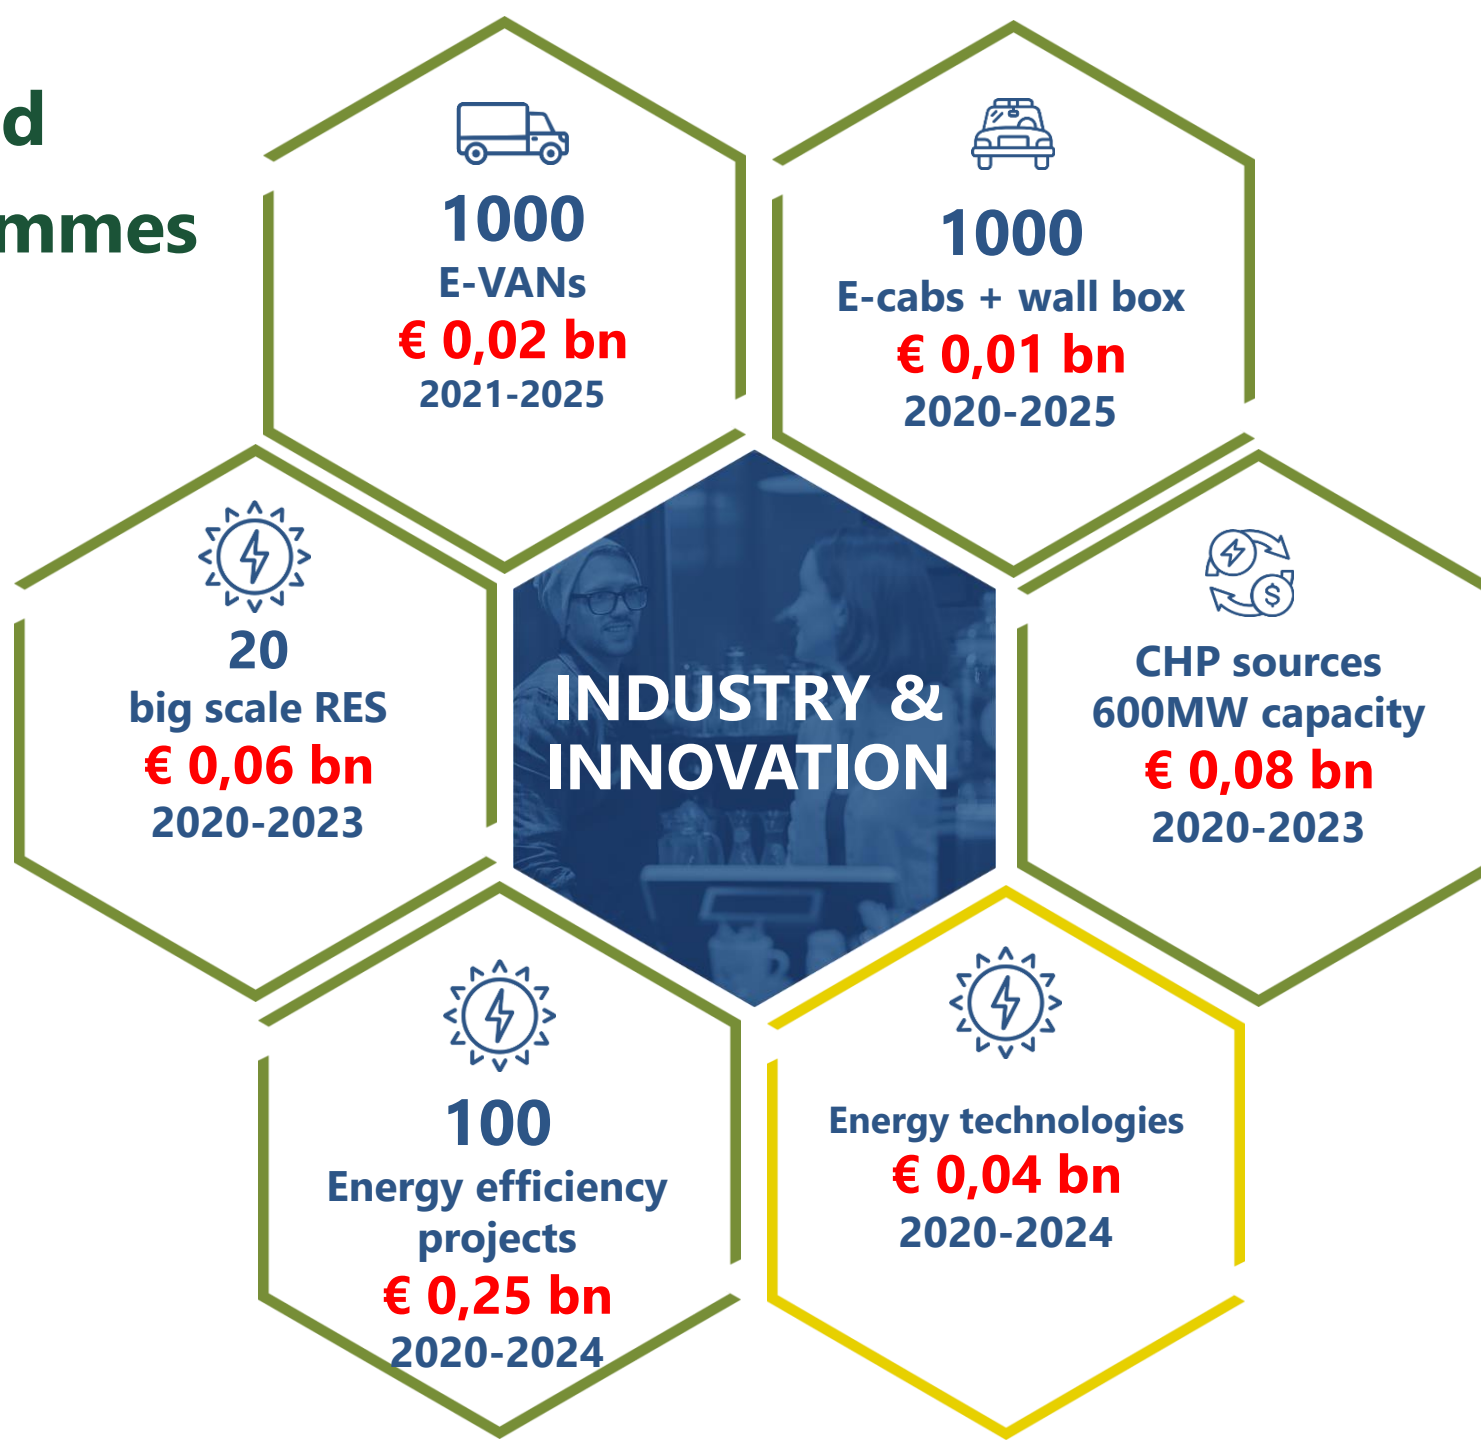 d
mmes
1000
E-VANs
€ 0,02 bn
2021-2025
1000
E-cabs + wall box
€ 0,01 bn
2020-2025
20
big scale RES
€ 0,06 bn
2020-2023
INDUSTRY &
INNOVATION
CHP sources
600MW capacity
€ 0,08 bn
2020-2023
100
Energy efficiency
projects
€ 0,25 bn
2020-2024
Energy technologies
€ 0,04 bn
2020-2024